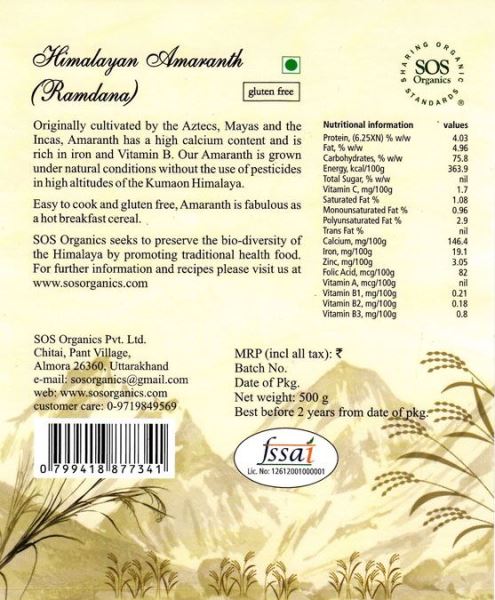 Himalayan Amaranth
(Ramdana)
gluten free
SHARING ORGANIC
SOS
Organics
STANDARDS ®
Originally cultivated by the Aztecs, Mayas and the
Incas, Amaranth has a high calcium content and is
rich in iron and Vitamin B. Our Amaranth is grown
under natural conditions without the use of pesticides
in high altitudes of the Kumaon Himalaya.
Easy to cook and gluten free, Amaranth is fabulous as
a hot breakfast cereal.
SOS Organics seeks to preserve the bio-diversity of
the Himalaya by promoting traditional health food.
For further information and recipes please visit us at
www.sosorganics.com
Nutritional information values
Protein, (6.25XN) % w/w 4.03
Fat, % w/w 4.96
Carbohydrates, % w/w 75.8
Energy, kcal/100g 363.9
Total Sugar, % w/w nil
Vitamin C, mg/100g 1.7
Saturated Fat % 1.08
Monounsaturated Fat % 0.96
Polyunsaturated Fat % 2.9
Trans Fat % nil
Calcium, mg/100g 146.4
Iron, mg/100g 19.1
Zinc, mg/100g 3.05
Folic Acid, mcg/100g 82
Vitamin A, mcg/100g nil
Vitamin B1, mg/100g 0.21
Vitamin B2, mg/100g 0.18
Vitamin B3, mg/100g 0.8
SOS Organics Pvt. Ltd.
Chitai, Pant Village,
Almora 26360, Uttarakhand
e-mail: sosorganics@gmail.com
web: www.sosorganics.com
customer care: 0-9719849569
0 799418 877341
MRP (incl all tax): ₹
Batch No.
Date of Pkg.
Net weight: 500 g
Best before 2 years from date of pkg.
fssai
Lic. No: 12612001000001